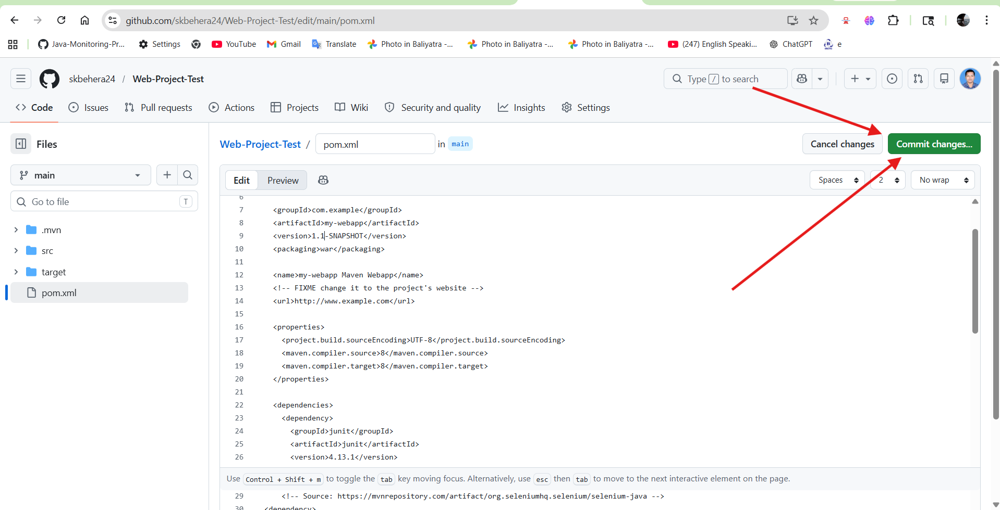 github.com/skbehera24/Web-Project-Test/edit/main/pom.xml
Java-Monitoring-Pr... Settings YouTube Gmail Translate Photo in Baliyatra -... Photo in Baliyatra -... Photo in Baliyatra -... (247) English Speaki... ChatGPT e
skbehera24 / Web-Project-Test Type / to search
Code Issues Pull requests Actions Projects Wiki Security and quality Insights Settings
Files
main
Go to file T
.mvn
src
target
pom.xml
Web-Project-Test / pom.xml in main Cancel changes Commit changes...
Edit Preview Spaces 2 No wrap
6
7 <groupId>com.example</groupId>
8 <artifactId>my-webapp</artifactId>
9 <version>1.1-SNAPSHOT</version>
10 <packaging>war</packaging>
11
12 <name>my-webapp Maven Webapp</name>
13 <!-- FIXME change it to the project's website -->
14 <url>http://www.example.com</url>
15
16 <properties>
17 <project.build.sourceEncoding>UTF-8</project.build.sourceEncoding>
18 <maven.compiler.source>8</maven.compiler.source>
19 <maven.compiler.target>8</maven.compiler.target>
20 </properties>
21
22 <dependencies>
23 <dependency>
24 <groupId>junit</groupId>
25 <artifactId>junit</artifactId>
26 <version>4.13.1</version>
Use Control + Shift + m to toggle the tab key moving focus. Alternatively, use esc then tab to move to the next interactive element on the page.
29 <!-- Source: https://mvnrepository.com/artifact/org.seleniumhq.selenium/selenium-java -->
30 <dependency>